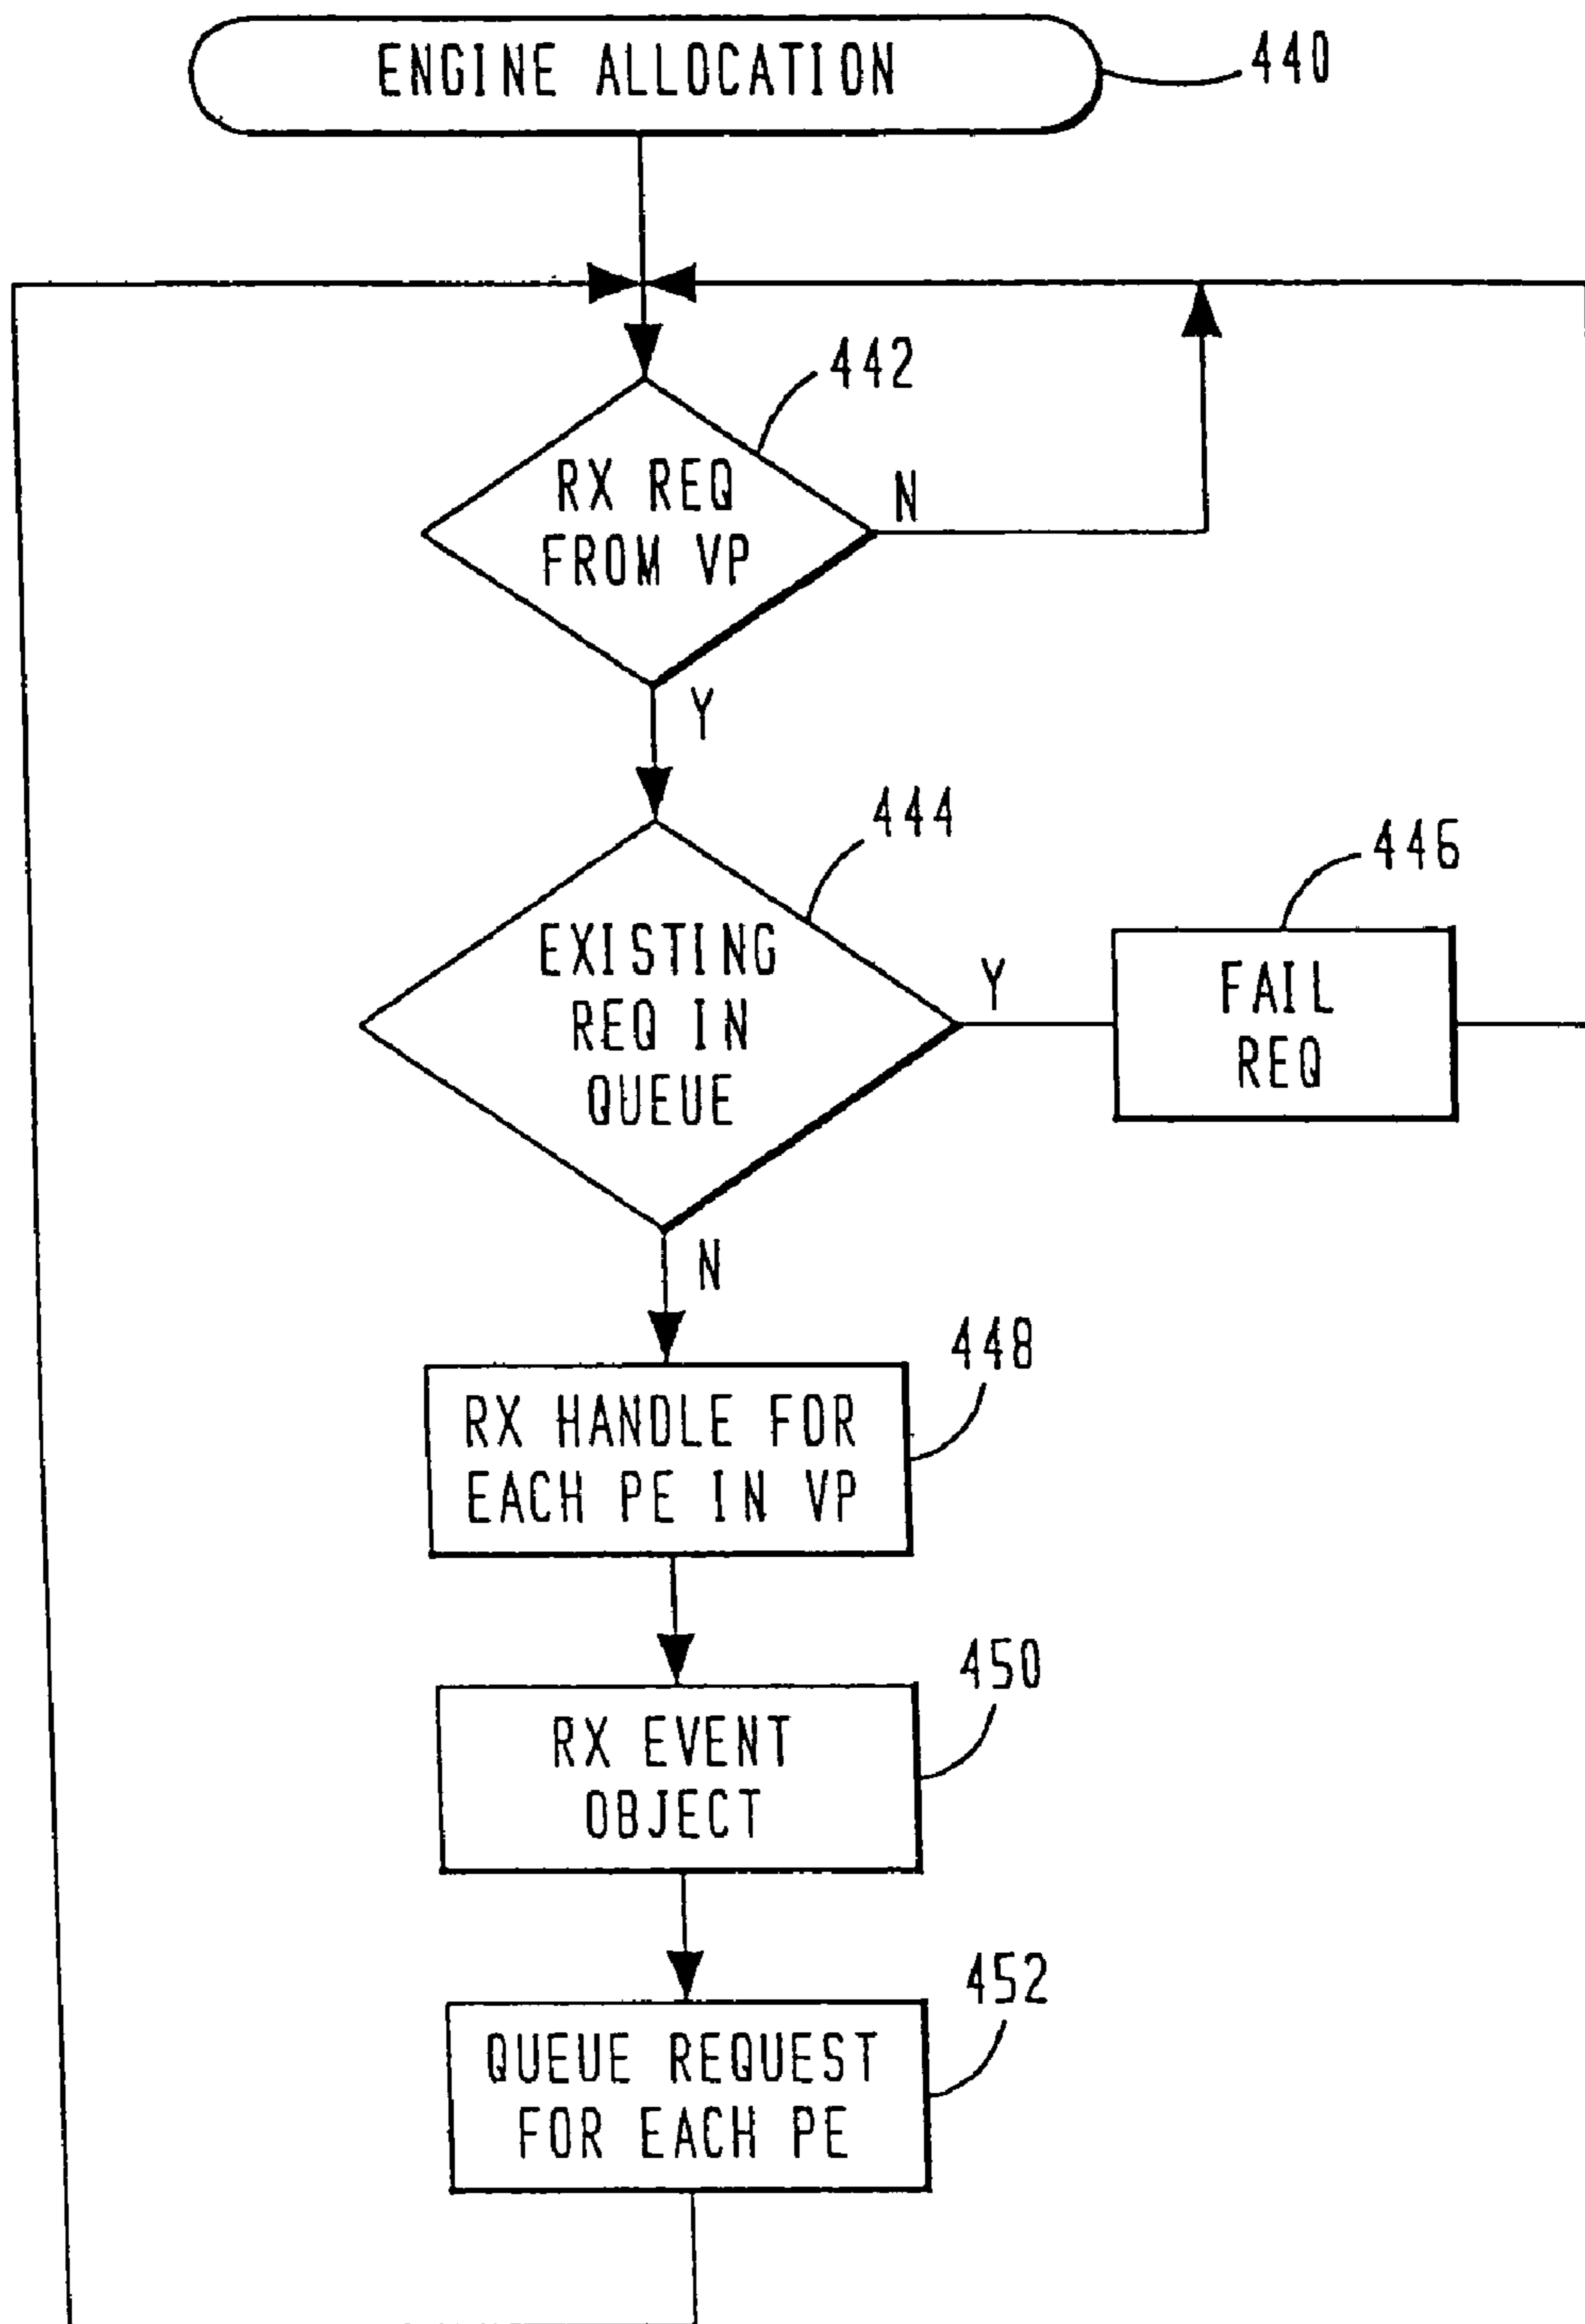 ENGINE ALLOCATION
440
442
RX REQ
FROM VP
N
Y
444
446
EXISTING
REQ IN
QUEUE
Y
FAIL
REQ
N
448
RX HANDLE FOR
EACH PE IN VP
450
RX EVENT
OBJECT
452
QUEUE REQUEST
FOR EACH PE